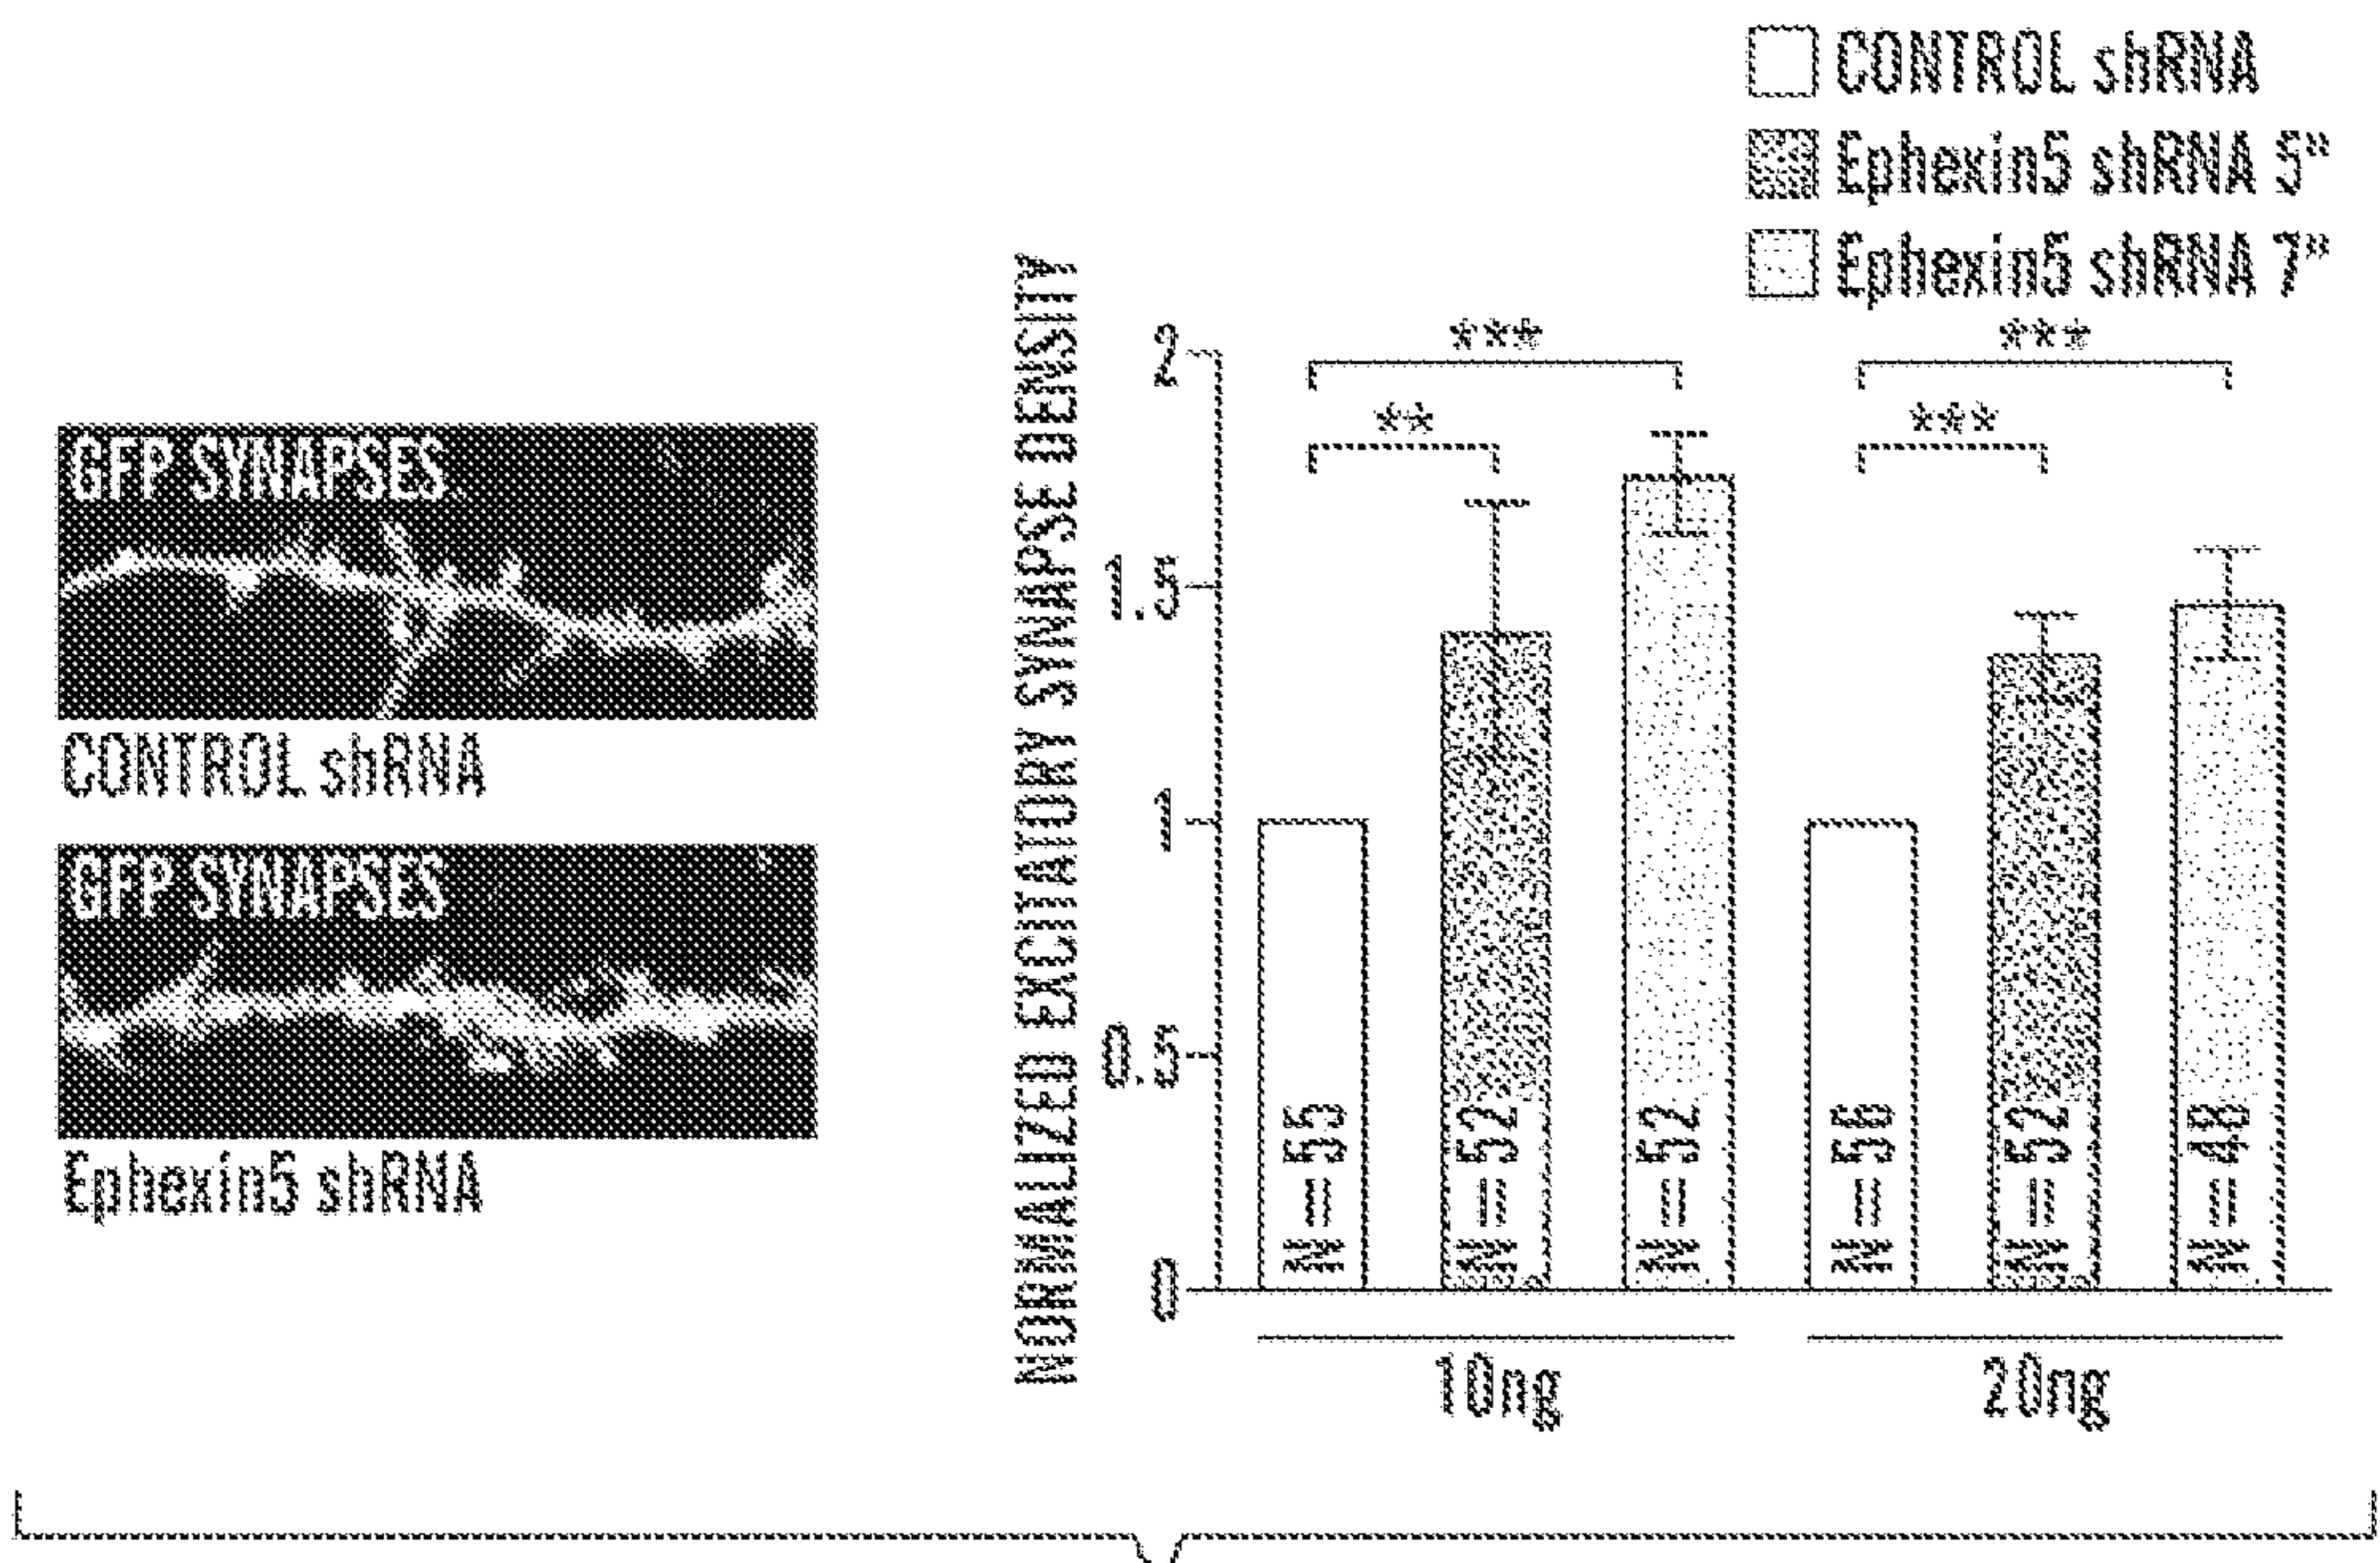 CONTROL shRNA
Ephexin5 shRNA 5"
Ephexin5 shRNA 7"
GFP SYNAPSES
CONTROL shRNA
GFP SYNAPSES
Ephexin5 shRNA
NORMALIZED EXCITATORY SYNAPSE DENSITY
2
1.5
1
0.5
0
***
**
***
***
N=55
N=52
N=52
N=56
N=52
N=48
10ng
20ng